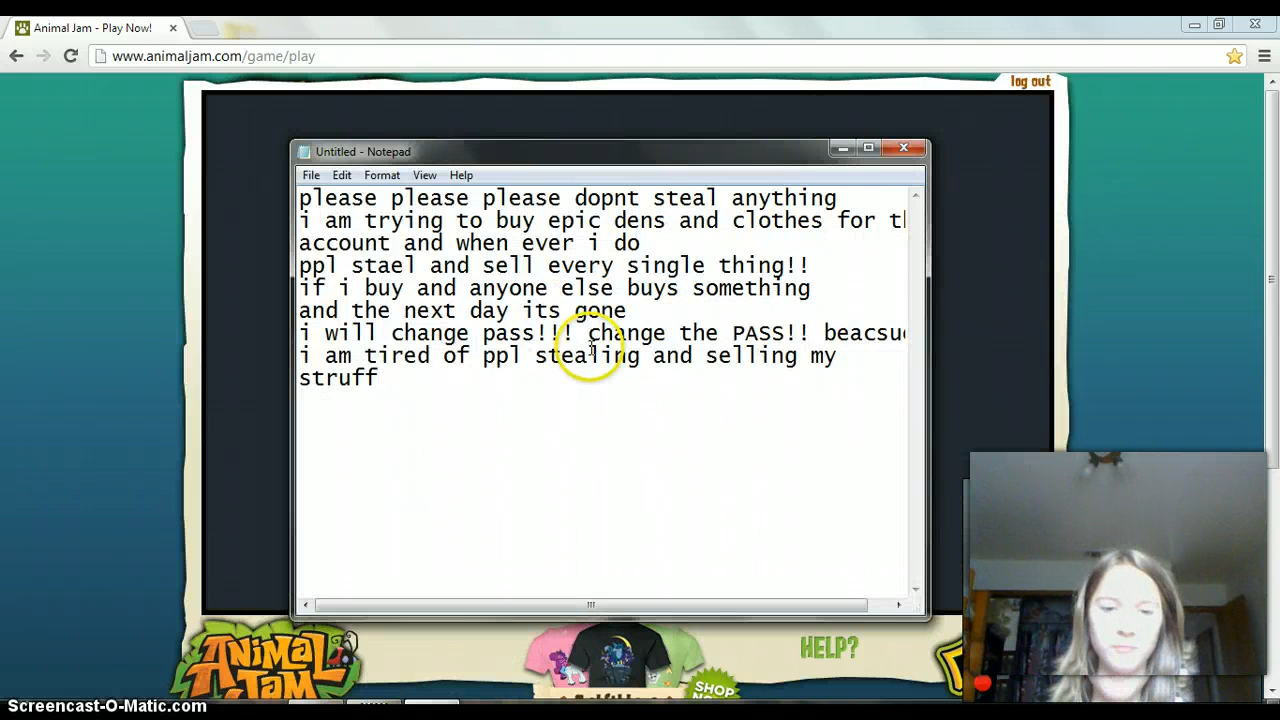 Animal Jam - Play Now!
www.animaljam.com/game/play
log out
Untitled - Notepad
File Edit Format View Help
please please please dopnt steal anything
i am trying to buy epic dens and clothes for
account and when ever i do
ppl stael and sell every single thing!!
if i buy and anyone else buys something
and the next day its gone
i will change pass!!! change the PASS!! beacsu
i am tired of ppl stealing and selling my
struff
ANIMAL
JAM
SHOP
HELP?
Screencast-O-Matic.com